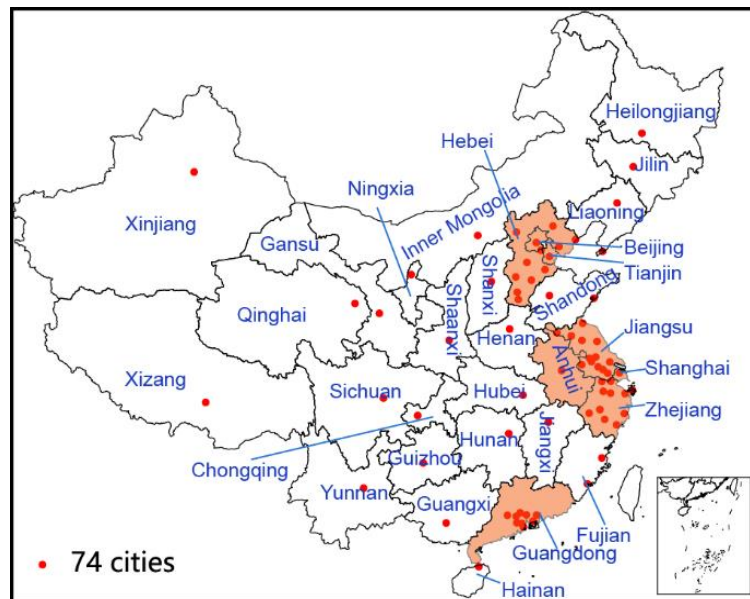 Heilongjiang
Hebei
Jilin
Ningxia
Liaoning
Xinjiang
Inner Mongolia
Gansu
Beijing
Tianjin
Shanxi
Shandong
Qinghai
Shaanxi
Henan
Jiangsu
Anhui
Shanghai
Xizang
Sichuan
Hubei
Zhejiang
Hunan
Jiangxi
Chongqing
Guizhou
Yunnan
Guangxi
Fujian
Guangdong
74 cities
Hainan